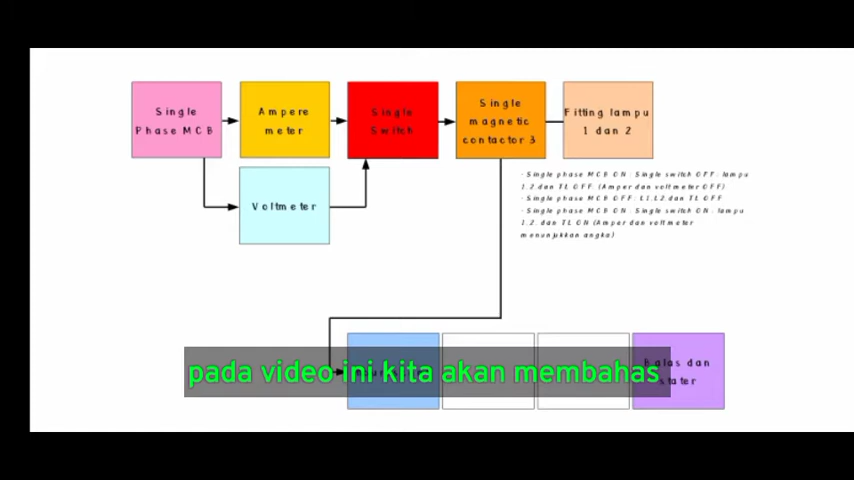 Single
Phase MCB
Ampere
meter
Single
Switch
Single
magnetic
contactor 3
Fitting lampu
1 dan 2
Voltmeter
- Single phase MCB ON. Single switch OFF. lampu
1.2.dan TL OFF. (Amper dan voltmeter OFF)
- Single phase MCB OFF. L1.L2.dan TL OFF
- Single phase MCB ON. Single switch ON. lampu
1.2. dan TL ON (Amper dan voltmeter
menunjukkan angka)
Balas dan
stater
pada video ini kita akan membahas